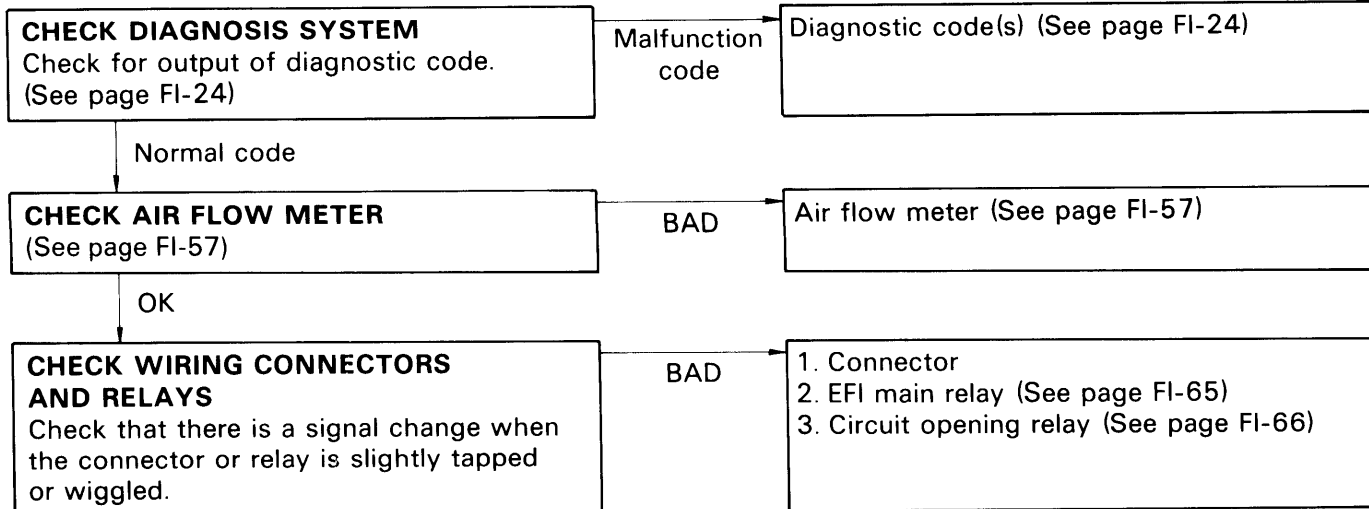 CHECK DIAGNOSIS SYSTEM
Check for output of diagnostic code.
(See page FI-24)
Malfunction
code
Diagnostic code(s) (See page FI-24)
Normal code
CHECK AIR FLOW METER
(See page FI-57)
BAD
Air flow meter (See page FI-57)
OK
CHECK WIRING CONNECTORS
AND RELAYS
Check that there is a signal change when
the connector or relay is slightly tapped
or wiggled.
BAD
1. Connector
2. EFI main relay (See page FI-65)
3. Circuit opening relay (See page FI-66)